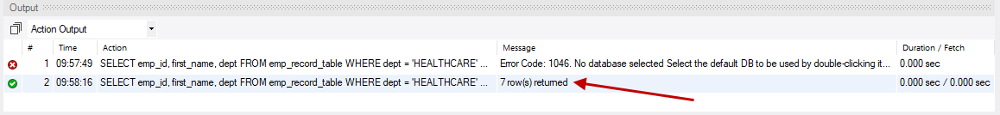 Output
Action Output
# Time Action Message Duration / Fetch
1 09:57:49 SELECT emp_id, first_name, dept FROM emp_record_table WHERE dept = 'HEALTHCARE' ... Error Code: 1046. No database selected Select the default DB to be used by double-clicking it... 0.000 sec
2 09:58:16 SELECT emp_id, first_name, dept FROM emp_record_table WHERE dept = 'HEALTHCARE' ... 7 row(s) returned 0.000 sec / 0.000 sec